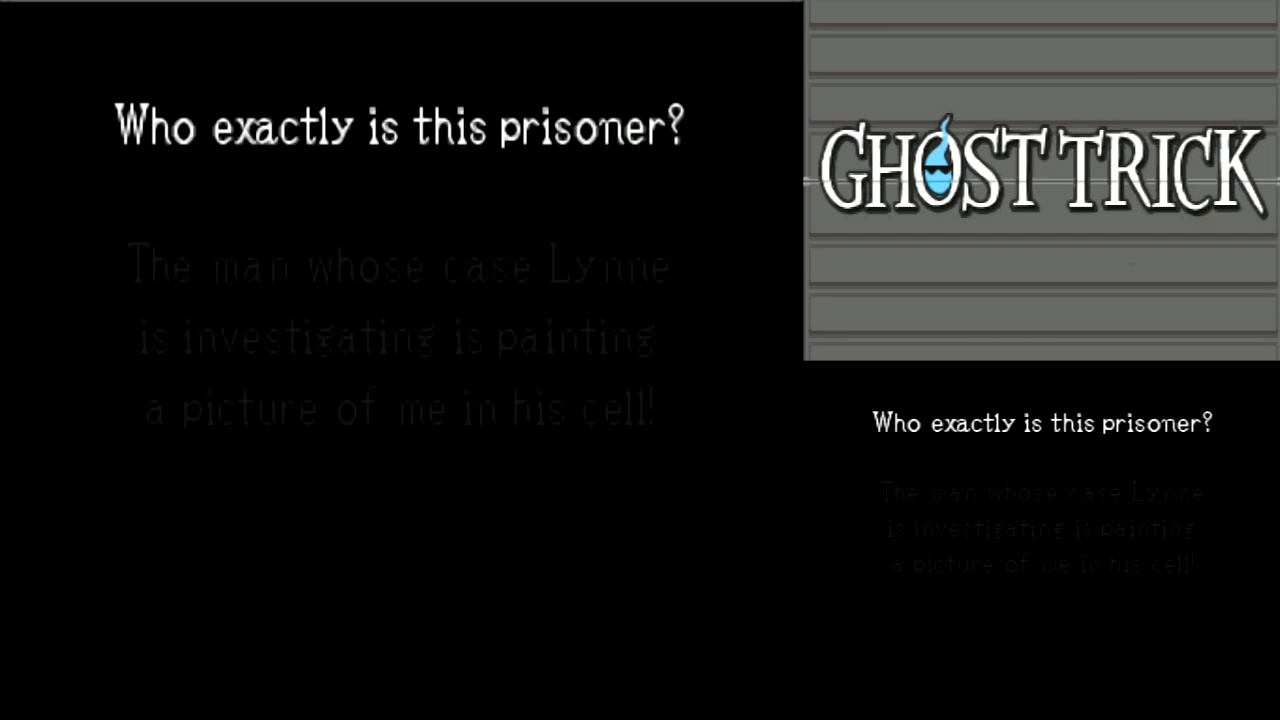 Who exactly is this prisoner?
The man whose case Lynne
is investigating is painting
a picture of me in his cell!
GHOST TRICK
Who exactly is this prisoner?
The man whose case Lynne
is investigating is painting
a picture of me in his cell!